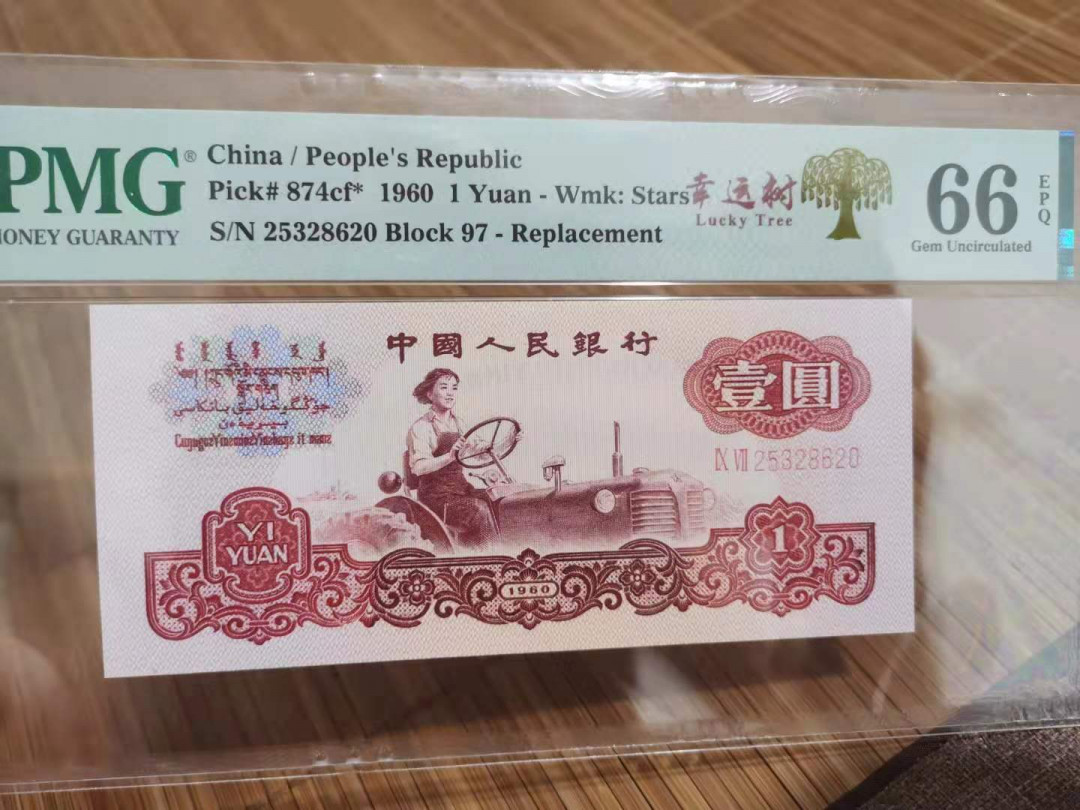 PMG®
MONEY GUARANTY
China / People's Republic
Pick# 874cf* 1960 1 Yuan - Wmk: Stars
S/N 25328620 Block 97 - Replacement
幸运树
Lucky Tree
66
EPQ
Gem Uncirculated
中國人民銀行
壹圓
IX VII 25328620
YI
YUAN
1
1960